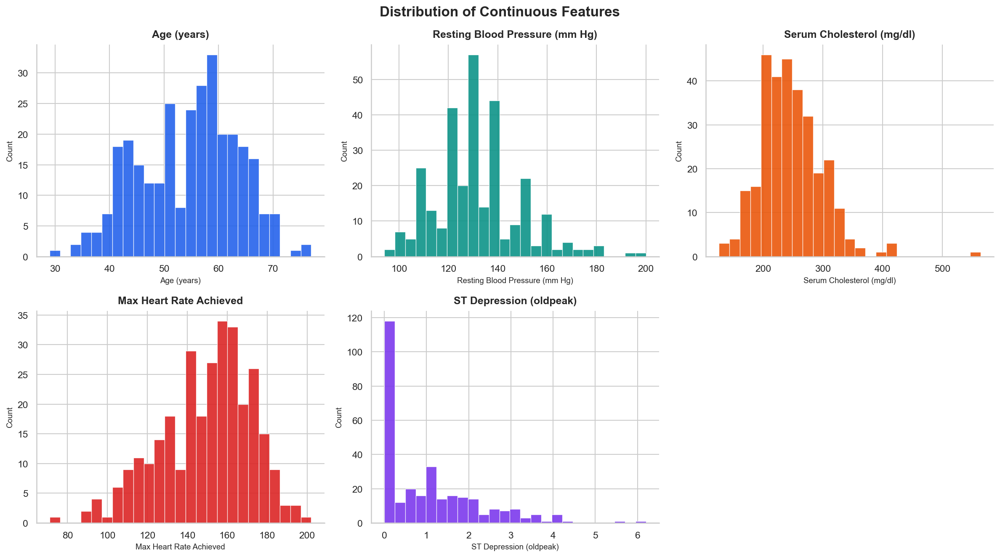 Distribution of Continuous Features
Age (years)
Count
30
25
20
15
10
5
0
30 40 50 60 70
Age (years)
Resting Blood Pressure (mm Hg)
Count
50
40
30
20
10
0
100 120 140 160 180 200
Resting Blood Pressure (mm Hg)
Serum Cholesterol (mg/dl)
Count
40
30
20
10
0
200 300 400 500
Serum Cholesterol (mg/dl)
Max Heart Rate Achieved
Count
35
30
25
20
15
10
5
0
80 100 120 140 160 180 200
Max Heart Rate Achieved
ST Depression (oldpeak)
Count
120
100
80
60
40
20
0
0 1 2 3 4 5 6
ST Depression (oldpeak)